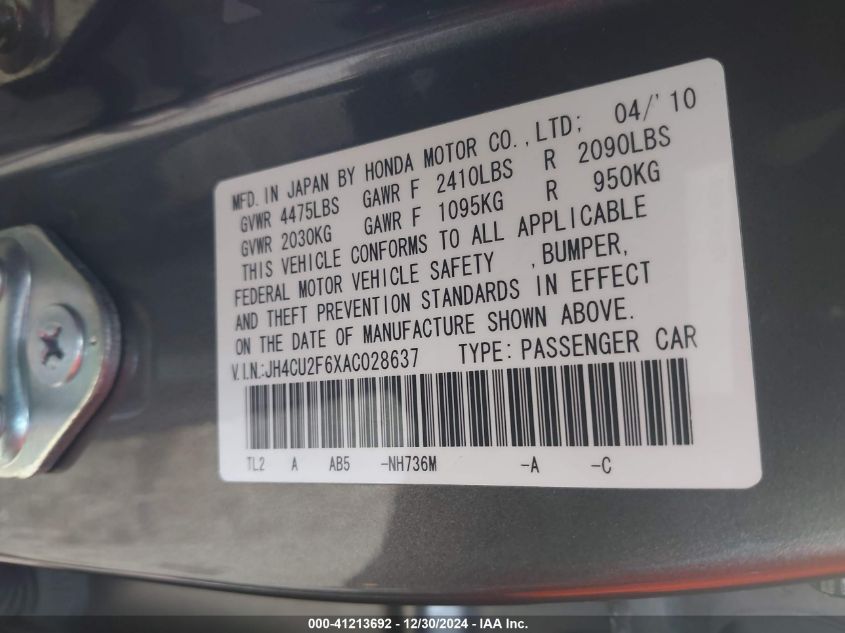 MFD. IN JAPAN BY HONDA MOTOR CO., LTD; 04/'10
GVWR 4475LBS GAWR F 2410LBS R 2090LBS
GVWR 2030KG GAWR F 1095KG R 950KG
THIS VEHICLE CONFORMS TO ALL APPLICABLE
FEDERAL MOTOR VEHICLE SAFETY , BUMPER,
AND THEFT PREVENTION STANDARDS IN EFFECT
ON THE DATE OF MANUFACTURE SHOWN ABOVE.
V.I.N.:JH4CU2F6XAC028637 TYPE: PASSENGER CAR
TL2 A AB5 -NH736M -A -C
000-41213692 - 12/30/2024 - IAA Inc.